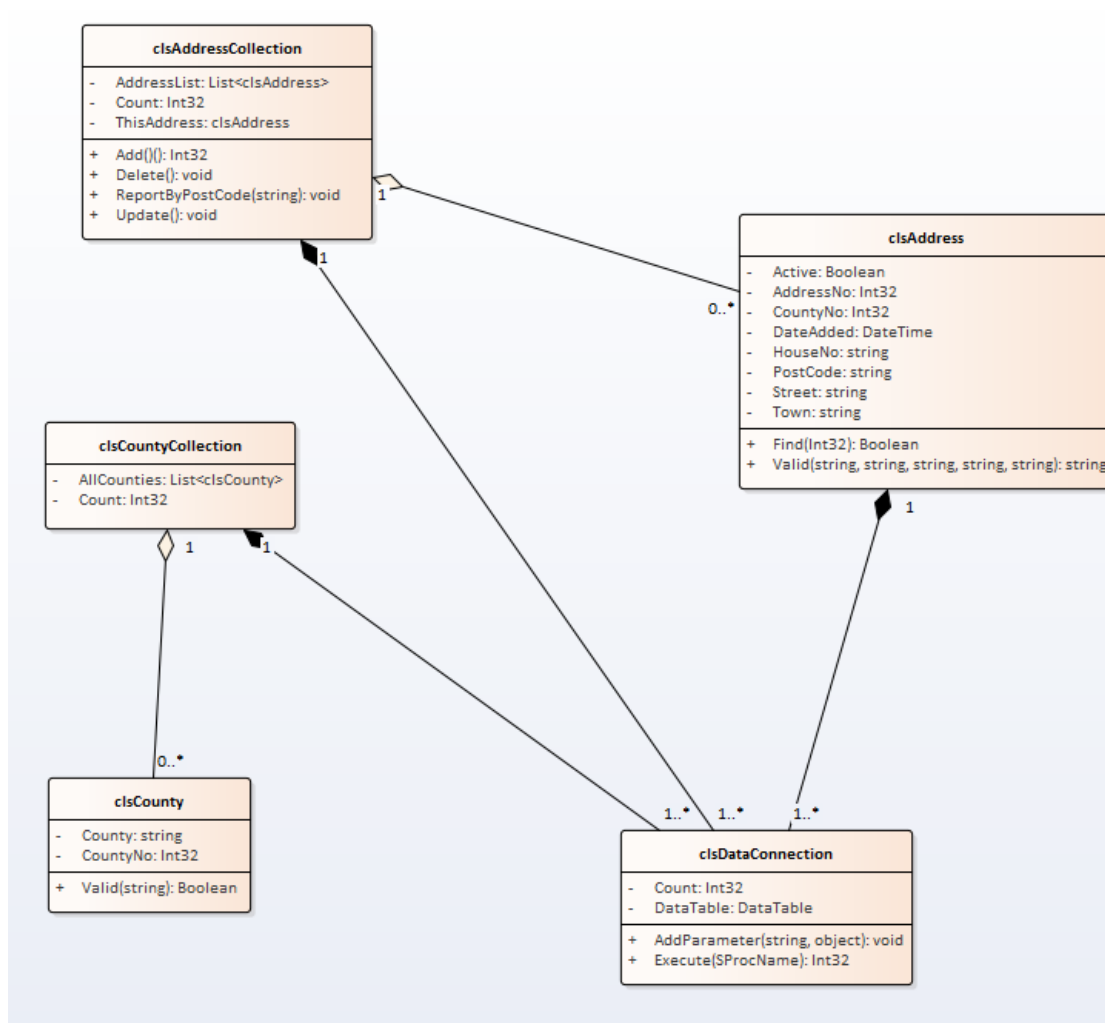 clsAddressCollection
- AddressList: List<clsAddress>
- Count: Int32
- ThisAddress: clsAddress
+ Add()(): Int32
+ Delete(): void
+ ReportByPostCode(string): void
+ Update(): void
1
1
0..*
clsAddress
- Active: Boolean
- AddressNo: Int32
- CountyNo: Int32
- DateAdded: DateTime
- HouseNo: string
- PostCode: string
- Street: string
- Town: string
+ Find(Int32): Boolean
+ Valid(string, string, string, string, string): string
1
clsCountyCollection
- AllCounties: List<clsCounty>
- Count: Int32
1
1
0..*
clsCounty
- County: string
- CountyNo: Int32
+ Valid(string): Boolean
1..* 1..* 1..*
clsDataConnection
- Count: Int32
- DataTable: DataTable
+ AddParameter(string, object): void
+ Execute(SProcName): Int32